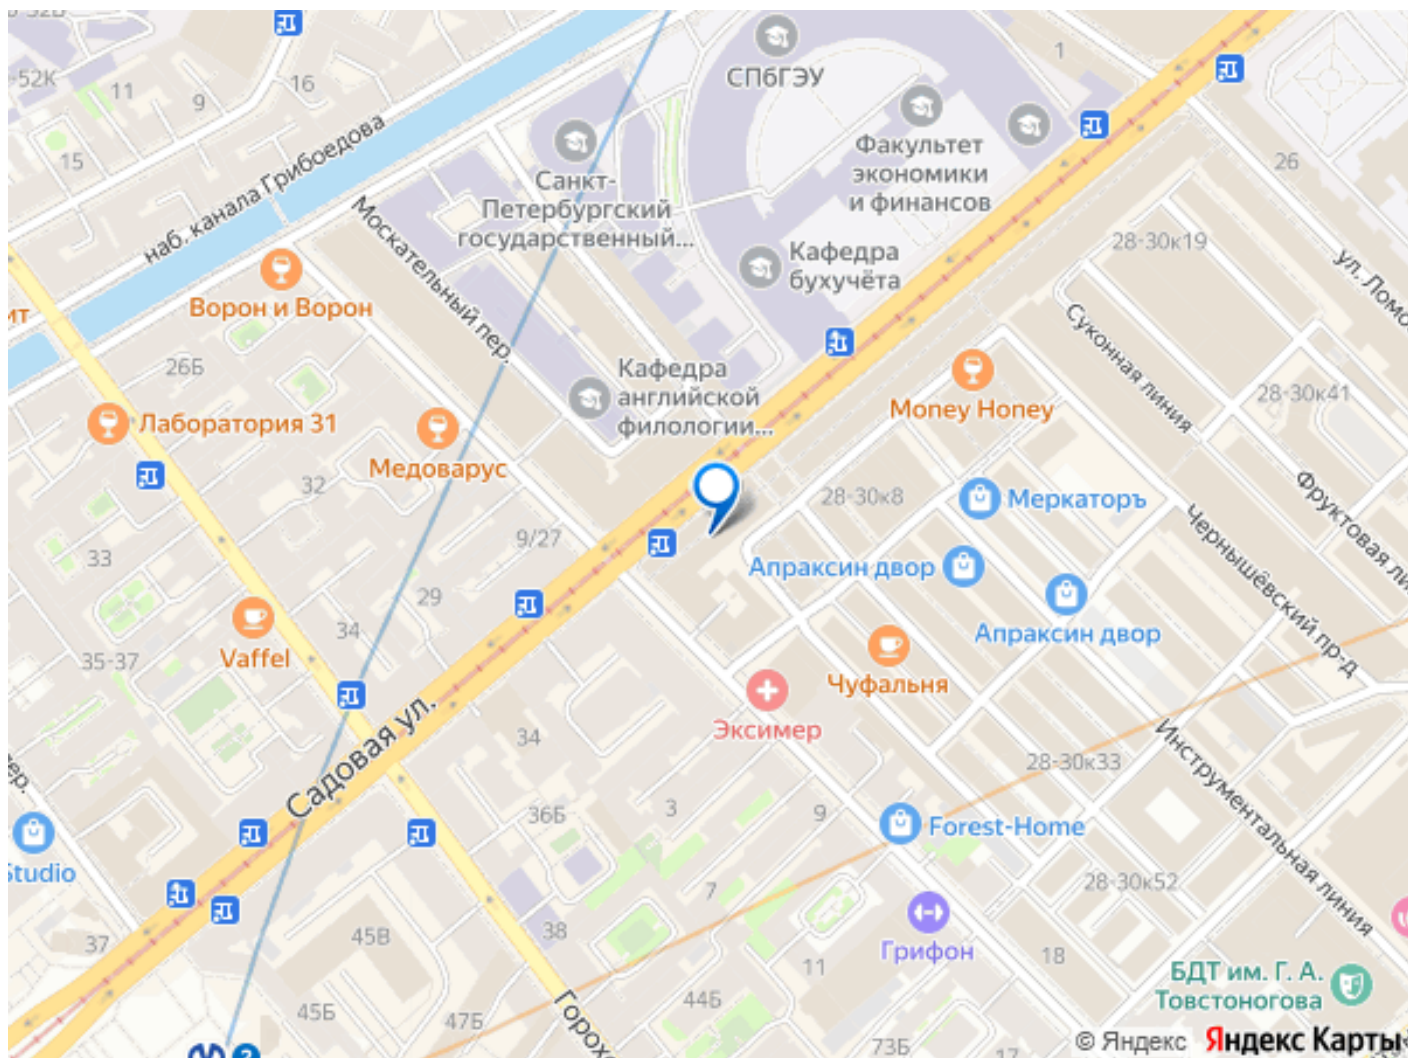 СПбГЭУ
1
16
11
9
15
наб. канала Грибоедова
Факультет
экономики
и финансов
26
Санкт-
Петербургский
государственный...
Москательный пер.
Кафедра
бухучёта
28-30к19
ул. Ломо
Ворон и Ворон
ит
26Б
Суконная линия
Кафедра
английской
филологии...
Money Honey
28-30к41
Лаборатория 31
Медоварус
32
28-30к8
Меркаторъ
Фруктовая ли
Чернышёвский пр-д
9/27
33
Апраксин двор
29
Апраксин двор
34
35-37
Vaffel
Чуфальня
Эксимер
Садовая ул.
34
28-30к33
Инструментальная линия
36Б
3
9
Forest-Home
Studio
28-30к52
7
37
45В
38
Грифон
18
11
БДТ им. Г. А.
Товстоногова
44Б
45Б
47Б
Горохо
73Б
17
2
© Яндекс Яндекс Карты